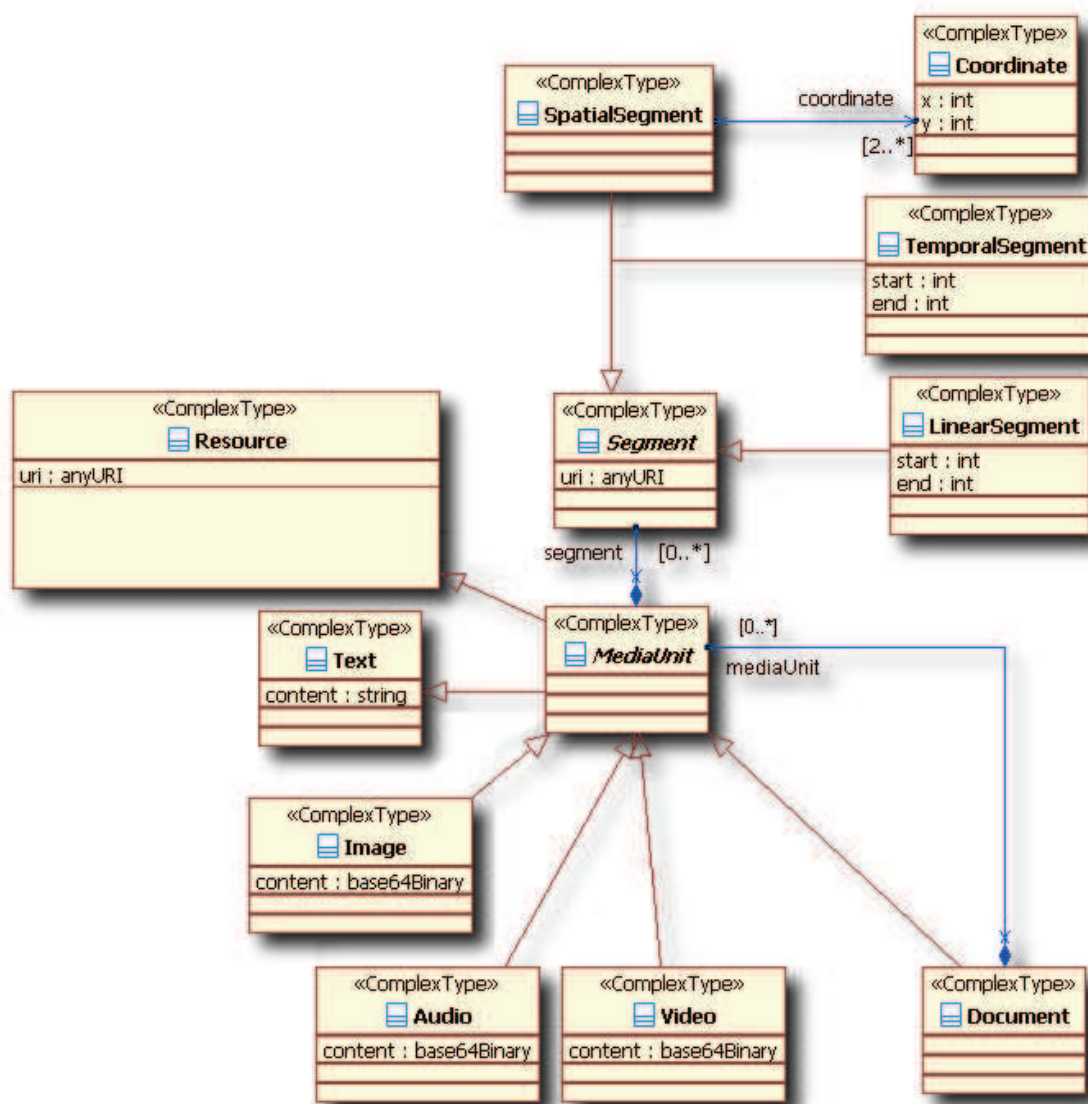 «ComplexType»
Coordinate
x : int
y : int
«ComplexType»
SpatialSegment
coordinate
[2..*]
«ComplexType»
TemporalSegment
start : int
end : int
«ComplexType»
Resource
uri : anyURI
«ComplexType»
Segment
uri : anyURI
«ComplexType»
LinearSegment
start : int
end : int
segment
[0..*]
«ComplexType»
Text
content : string
«ComplexType»
MediaUnit
[0..*]
mediaUnit
«ComplexType»
Image
content : base64Binary
«ComplexType»
Audio
content : base64Binary
«ComplexType»
Video
content : base64Binary
«ComplexType»
Document